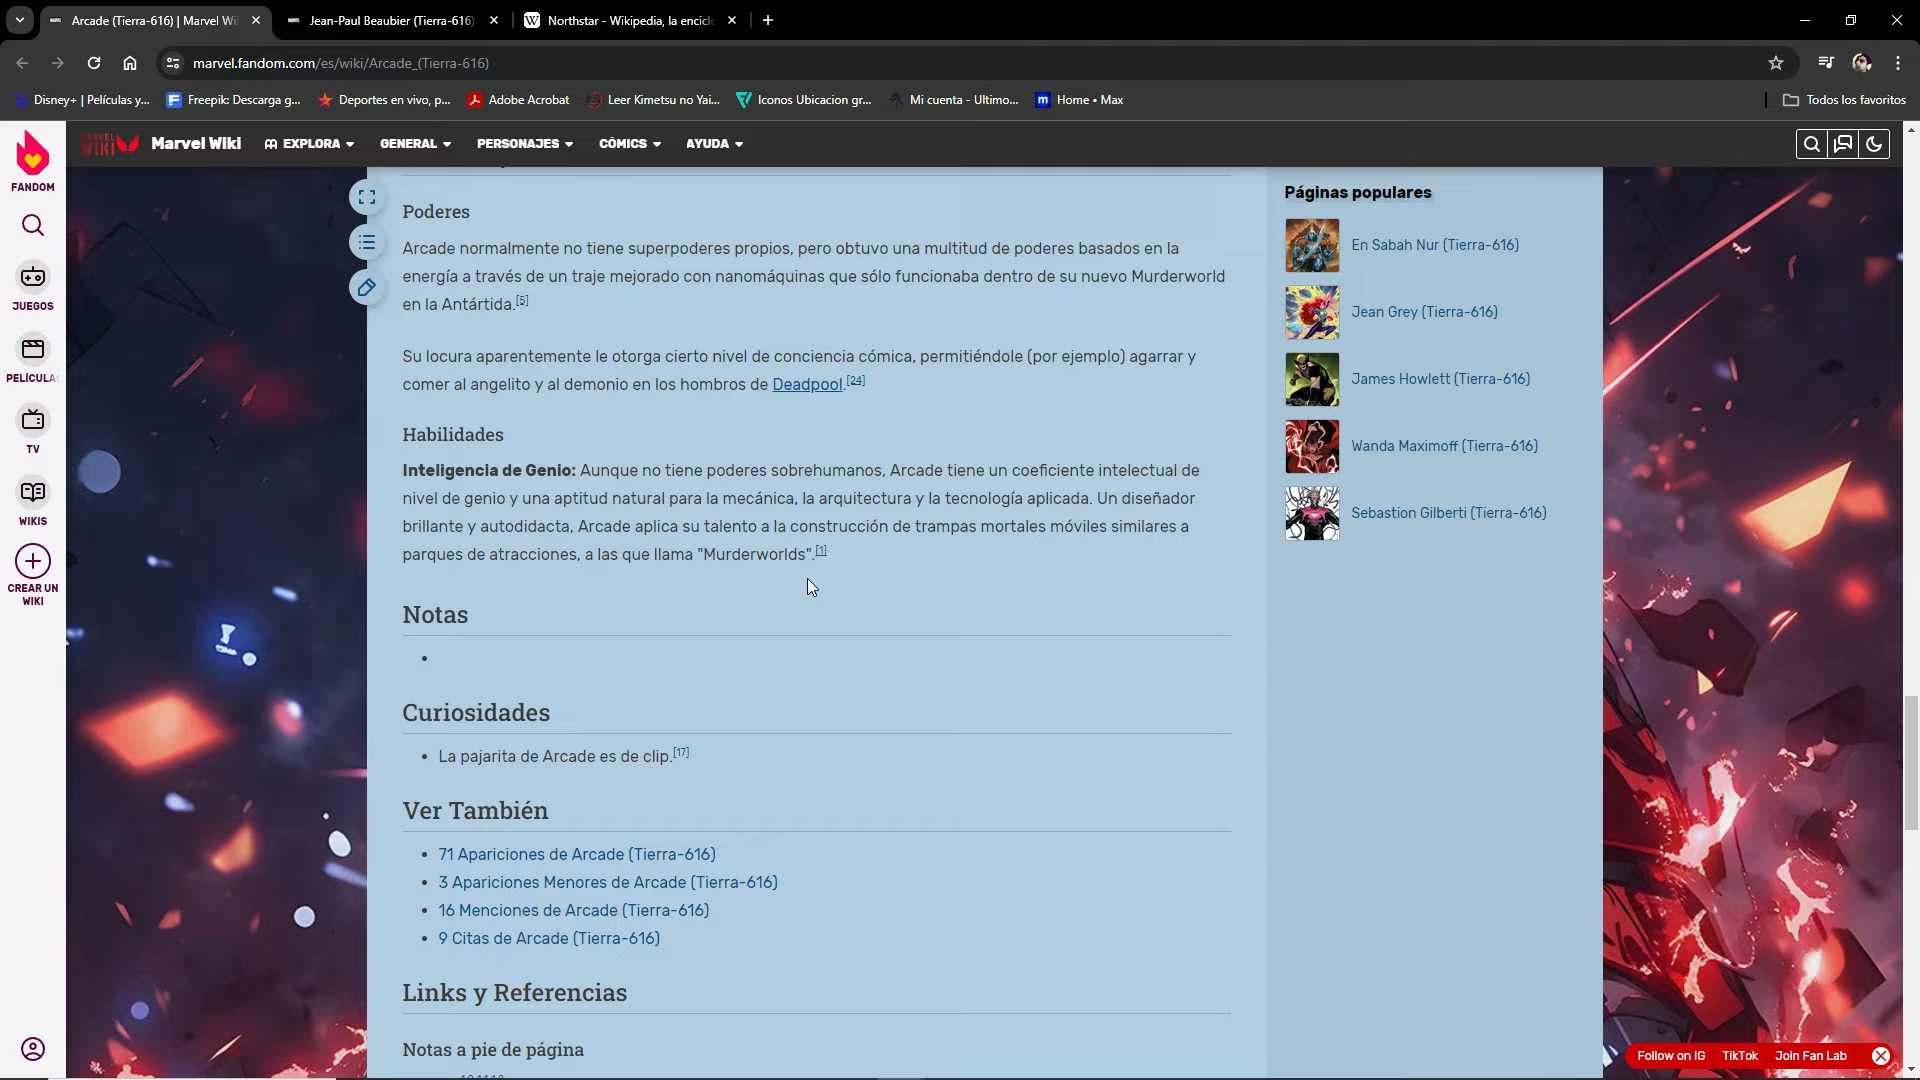 Arcade (Tierra-616) | Marvel Wi
Jean-Paul Beaubier (Tierra-616)
Northstar - Wikipedia, la encicl
marvel.fandom.com/es/wiki/Arcade_(Tierra-616)
Disney+ | Películas y...
Freepik: Descarga g...
Deportes en vivo, p...
Adobe Acrobat
Leer Kimetsu no Yai...
Iconos Ubicacion gr...
Mi cuenta - Ultimo...
Home • Max
Todos los favoritos
Marvel Wiki
EXPLORA
GENERAL
PERSONAJES
CÓMICS
AYUDA
FANDOM
JUEGOS
PELÍCULA
TV
WIKIS
CREAR UN
WIKI
Poderes
Arcade normalmente no tiene superpoderes propios, pero obtuvo una multitud de poderes basados en la
energía a través de un traje mejorado con nanomáquinas que sólo funcionaba dentro de su nuevo Murderworld
en la Antártida.[5]
Su locura aparentemente le otorga cierto nivel de conciencia cómica, permitiéndole (por ejemplo) agarrar y
comer al angelito y al demonio en los hombros de Deadpool.[24]
Habilidades
Inteligencia de Genio: Aunque no tiene poderes sobrehumanos, Arcade tiene un coeficiente intelectual de
nivel de genio y una aptitud natural para la mecánica, la arquitectura y la tecnología aplicada. Un diseñador
brillante y autodidacta, Arcade aplica su talento a la construcción de trampas mortales móviles similares a
parques de atracciones, a las que llama "Murderworlds".[1]
Notas
•
Curiosidades
• La pajarita de Arcade es de clip.[17]
Ver También
• 71 Apariciones de Arcade (Tierra-616)
• 3 Apariciones Menores de Arcade (Tierra-616)
• 16 Menciones de Arcade (Tierra-616)
• 9 Citas de Arcade (Tierra-616)
Links y Referencias
Notas a pie de página
Páginas populares
En Sabah Nur (Tierra-616)
Jean Grey (Tierra-616)
James Howlett (Tierra-616)
Wanda Maximoff (Tierra-616)
Sebastion Gilberti (Tierra-616)
Follow on IG
TikTok
Join Fan Lab